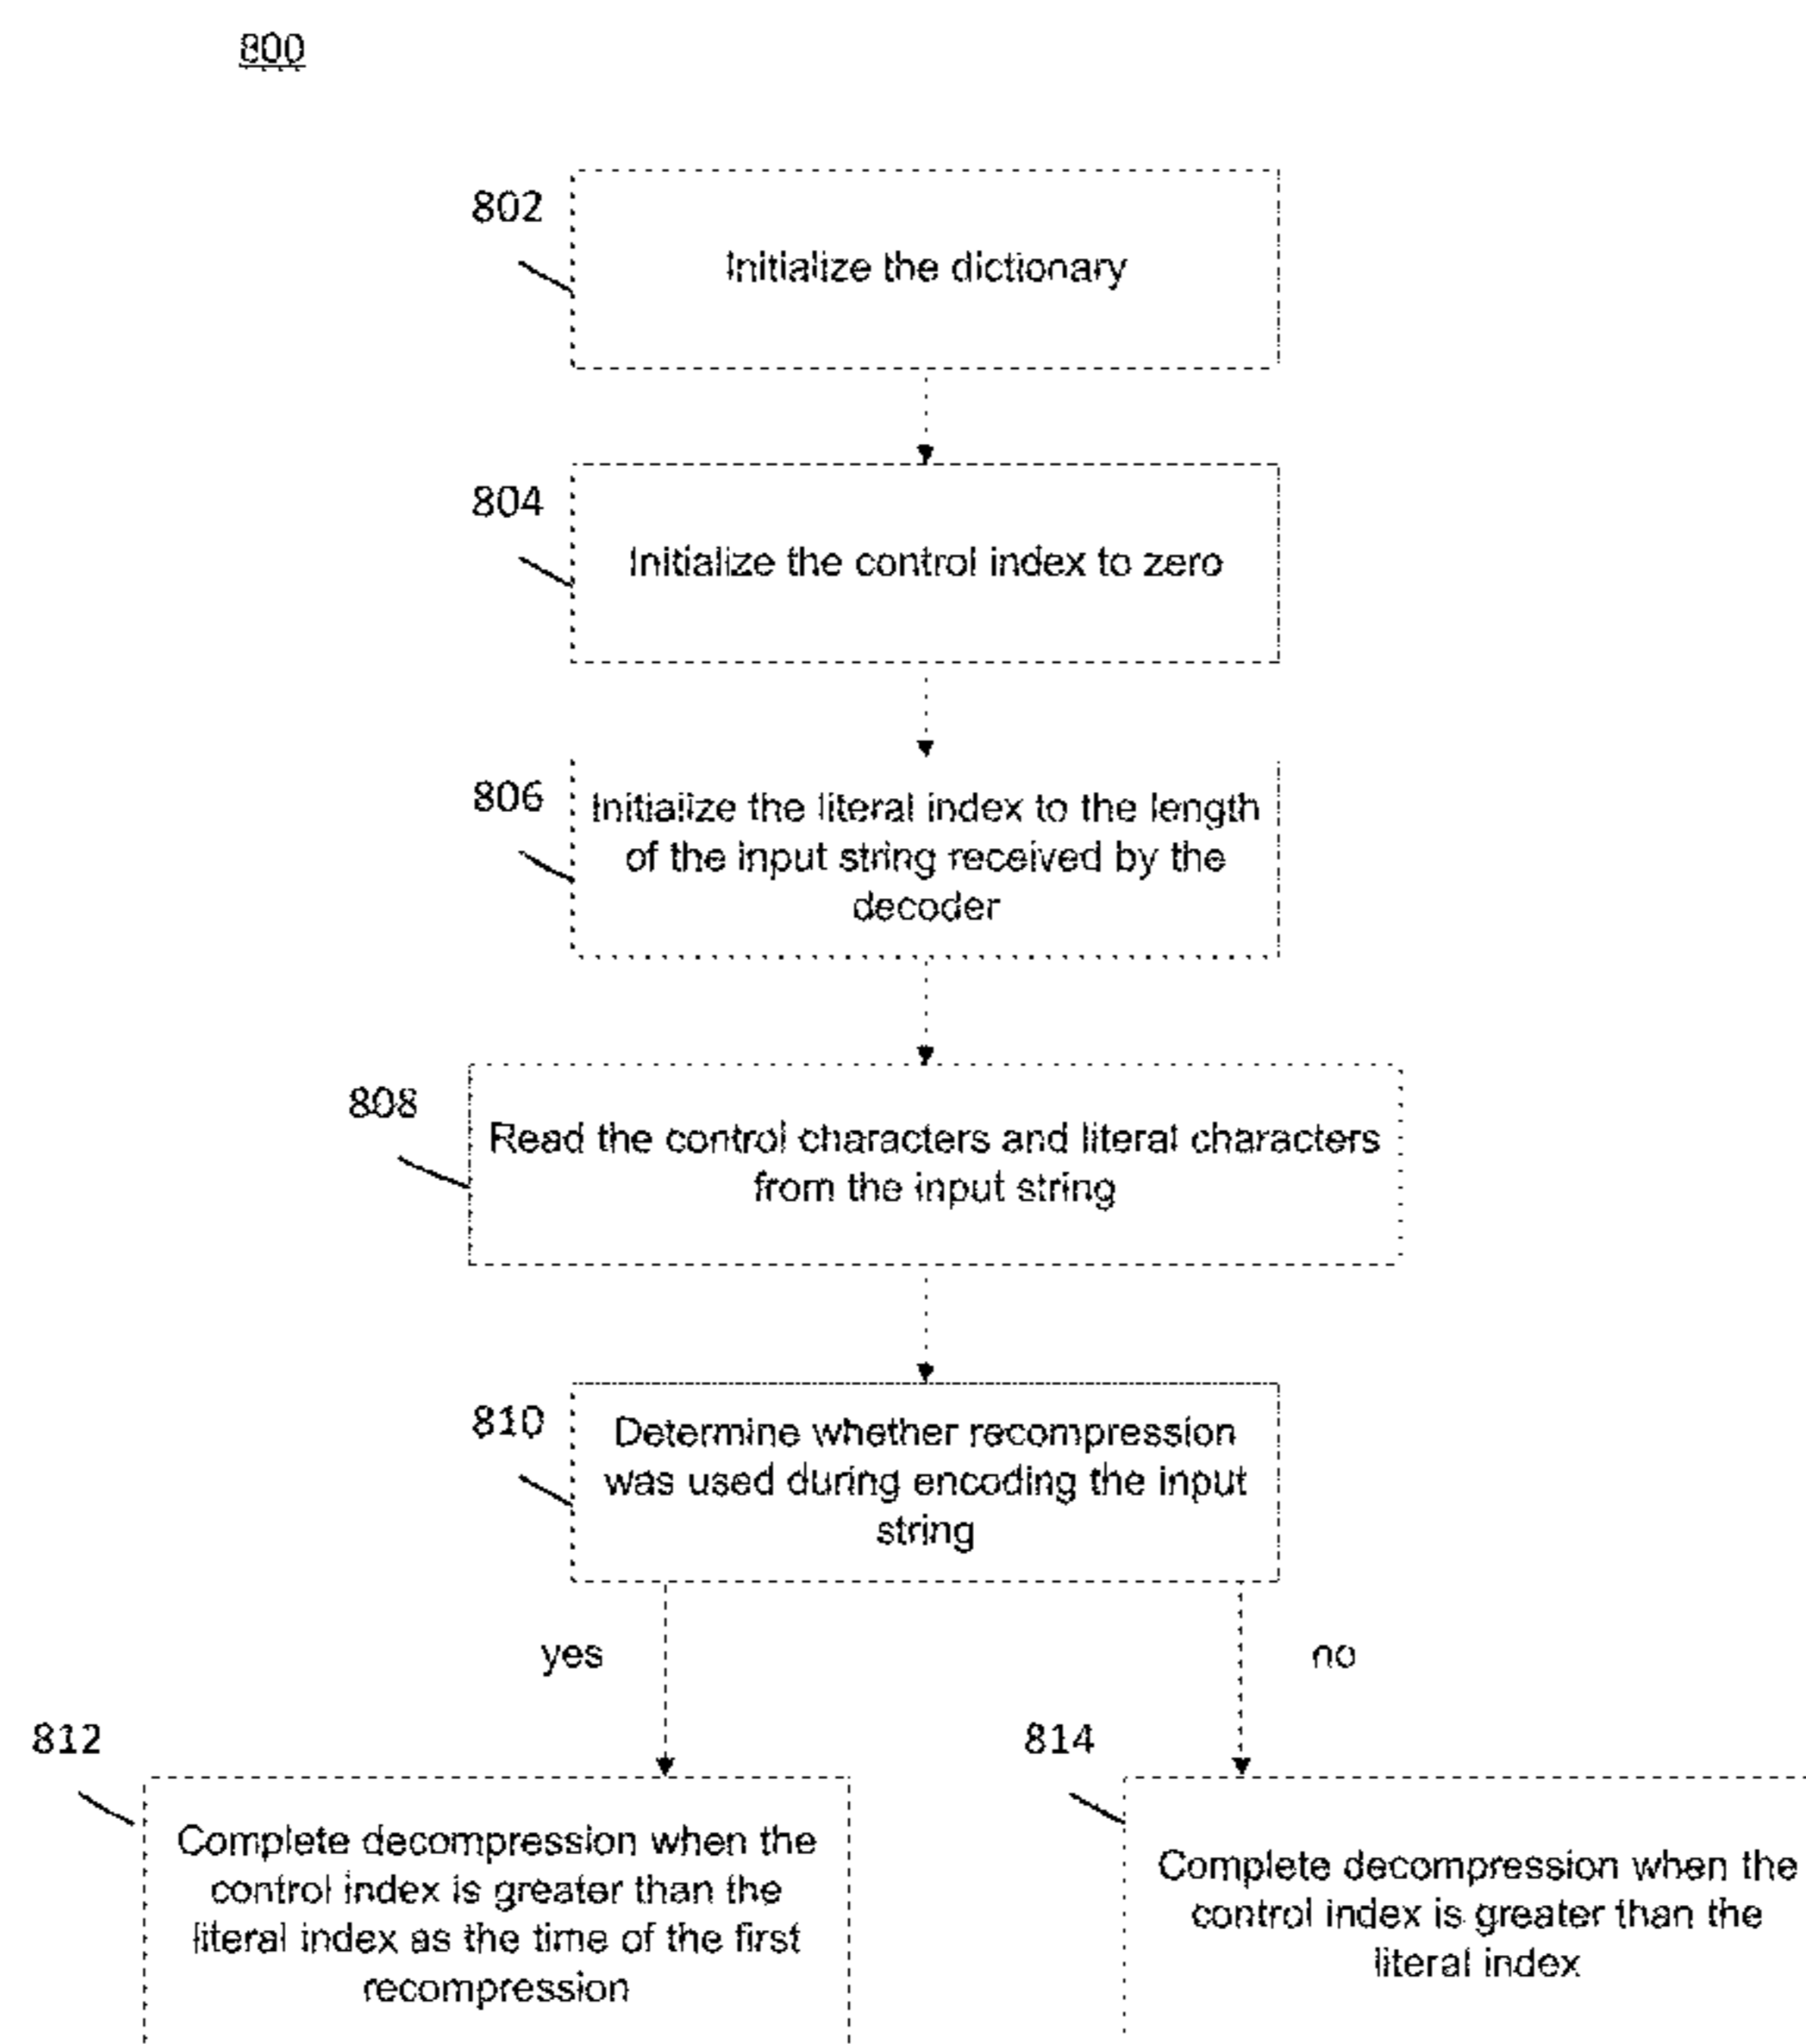 800
802
Initialize the dictionary
804
Initialize the control index to zero
806
Initialize the literal index to the length
of the input string received by the
decoder
808
Read the control characters and literal characters
from the input string
810
Determine whether recompression
was used during encoding the input
string
yes
no
812
Complete decompression when the
control index is greater than the
literal index as the time of the first
recompression
814
Complete decompression when the
control index is greater than the
literal index